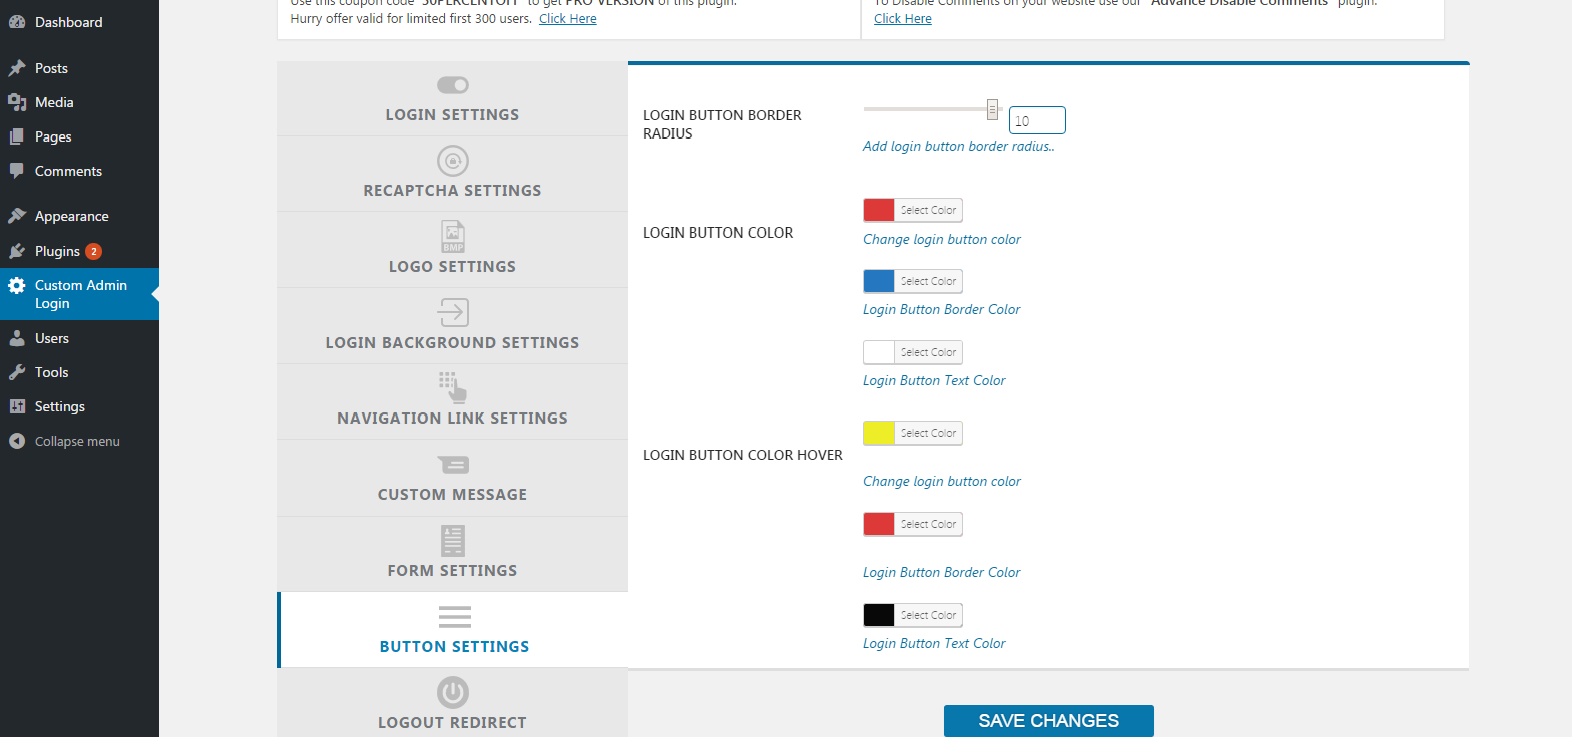 Dashboard
Posts
Media
Pages
Comments
Appearance
Plugins 2
Custom Admin
Login
Users
Tools
Settings
Collapse menu
Use this coupon code "50PERCENTOFF" to get PRO VERSION of this plugin.
Hurry offer valid for limited first 300 users. Click Here
To Disable Comments on your website use our "Advance Disable Comments" plugin.
Click Here
LOGIN SETTINGS
RECAPTCHA SETTINGS
BMP
LOGO SETTINGS
LOGIN BACKGROUND SETTINGS
NAVIGATION LINK SETTINGS
CUSTOM MESSAGE
FORM SETTINGS
BUTTON SETTINGS
LOGOUT REDIRECT
LOGIN BUTTON BORDER
RADIUS
10
Add login button border radius..
LOGIN BUTTON COLOR
Select Color
Change login button color
Select Color
Login Button Border Color
Select Color
Login Button Text Color
LOGIN BUTTON COLOR HOVER
Select Color
Change login button color
Select Color
Login Button Border Color
Select Color
Login Button Text Color
SAVE CHANGES